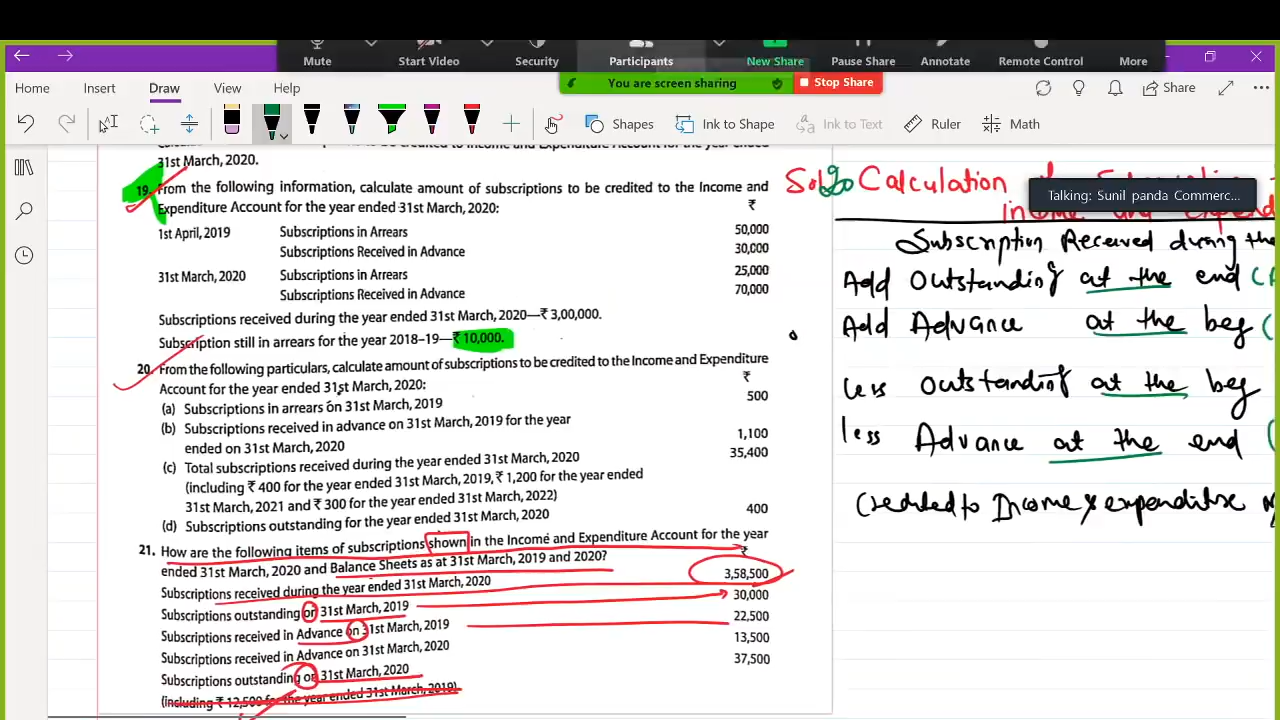 Mute
Start Video
Security
Participants
New Share
Pause Share
Annotate
Remote Control
More
You are screen sharing
Stop Share
Home
Insert
Draw
View
Help
Share
Shapes
Ink to Shape
Ink to Text
Ruler
Math
Talking: Sunil panda Commerc...
31st March, 2020.
19. From the following information, calculate amount of subscriptions to be credited to the Income and
Expenditure Account for the year ended 31st March, 2020: ₹
1st April, 2019 Subscriptions in Arrears 50,000
Subscriptions Received in Advance 30,000
31st March, 2020 Subscriptions in Arrears 25,000
Subscriptions Received in Advance 70,000
Subscriptions received during the year ended 31st March, 2020—₹ 3,00,000.
Subscription still in arrears for the year 2018–19—₹ 10,000.
20. From the following particulars, calculate amount of subscriptions to be credited to the Income and Expenditure
Account for the year ended 31st March, 2020: ₹
(a) Subscriptions in arrears on 31st March, 2019 500
(b) Subscriptions received in advance on 31st March, 2019 for the year
ended on 31st March, 2020 1,100
(c) Total subscriptions received during the year ended 31st March, 2020 35,400
(including ₹ 400 for the year ended 31st March, 2019, ₹ 1,200 for the year ended
31st March, 2021 and ₹ 300 for the year ended 31st March, 2022)
(d) Subscriptions outstanding for the year ended 31st March, 2020 400
21. How are the following items of subscriptions shown in the Income and Expenditure Account for the year
ended 31st March, 2020 and Balance Sheets as at 31st March, 2019 and 2020? ₹
Subscriptions received during the year ended 31st March, 2020 3,58,500
Subscriptions outstanding on 31st March, 2019 30,000
Subscriptions received in Advance on 31st March, 2019 22,500
Subscriptions received in Advance on 31st March, 2020 13,500
Subscriptions outstanding on 31st March, 2020 37,500
(including ₹ 12,500 for the year ended 31st March, 2019)
Calculation
Income and
Subscription Received during the
Add Outstanding at the end
Add Advance at the beg
less Outstanding at the beg
less Advance at the end
Credited to Income & expenditure